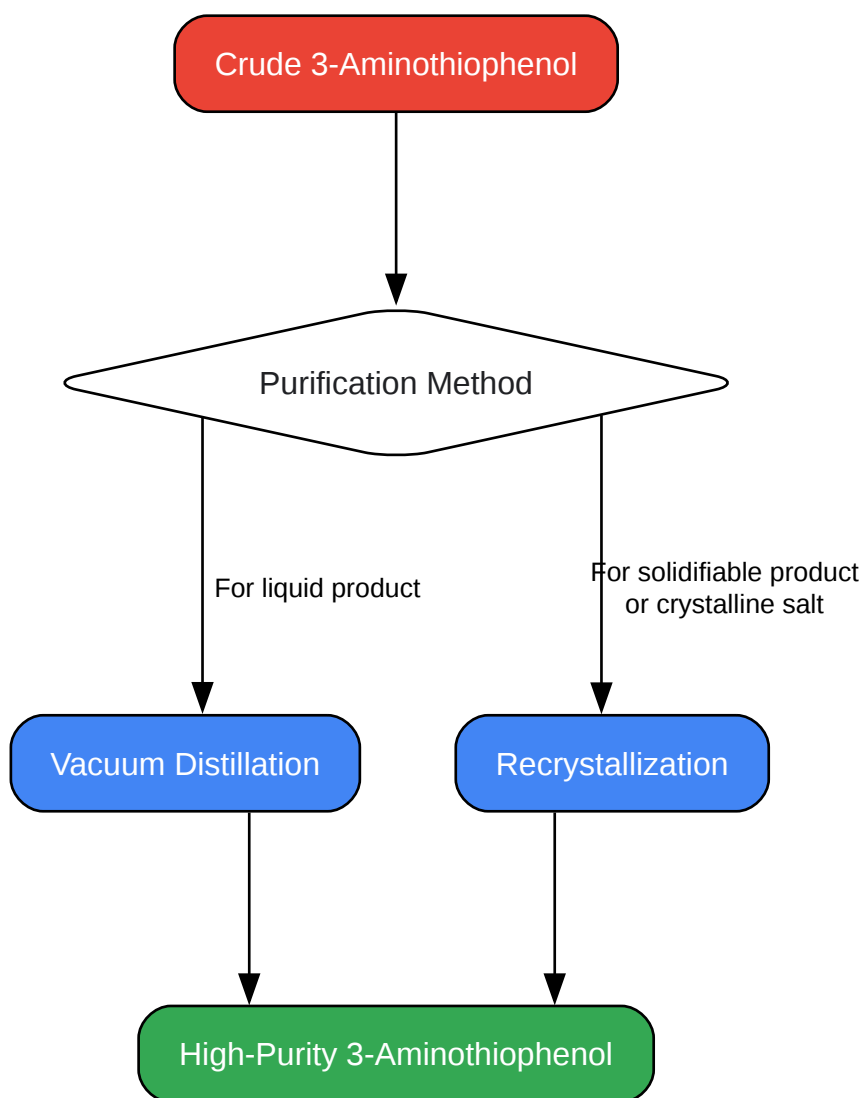 Crude 3-Aminothiophenol
Purification Method
For liquid product
For solidifiable product
or crystalline salt
Vacuum Distillation
Recrystallization
High-Purity 3-Aminothiophenol